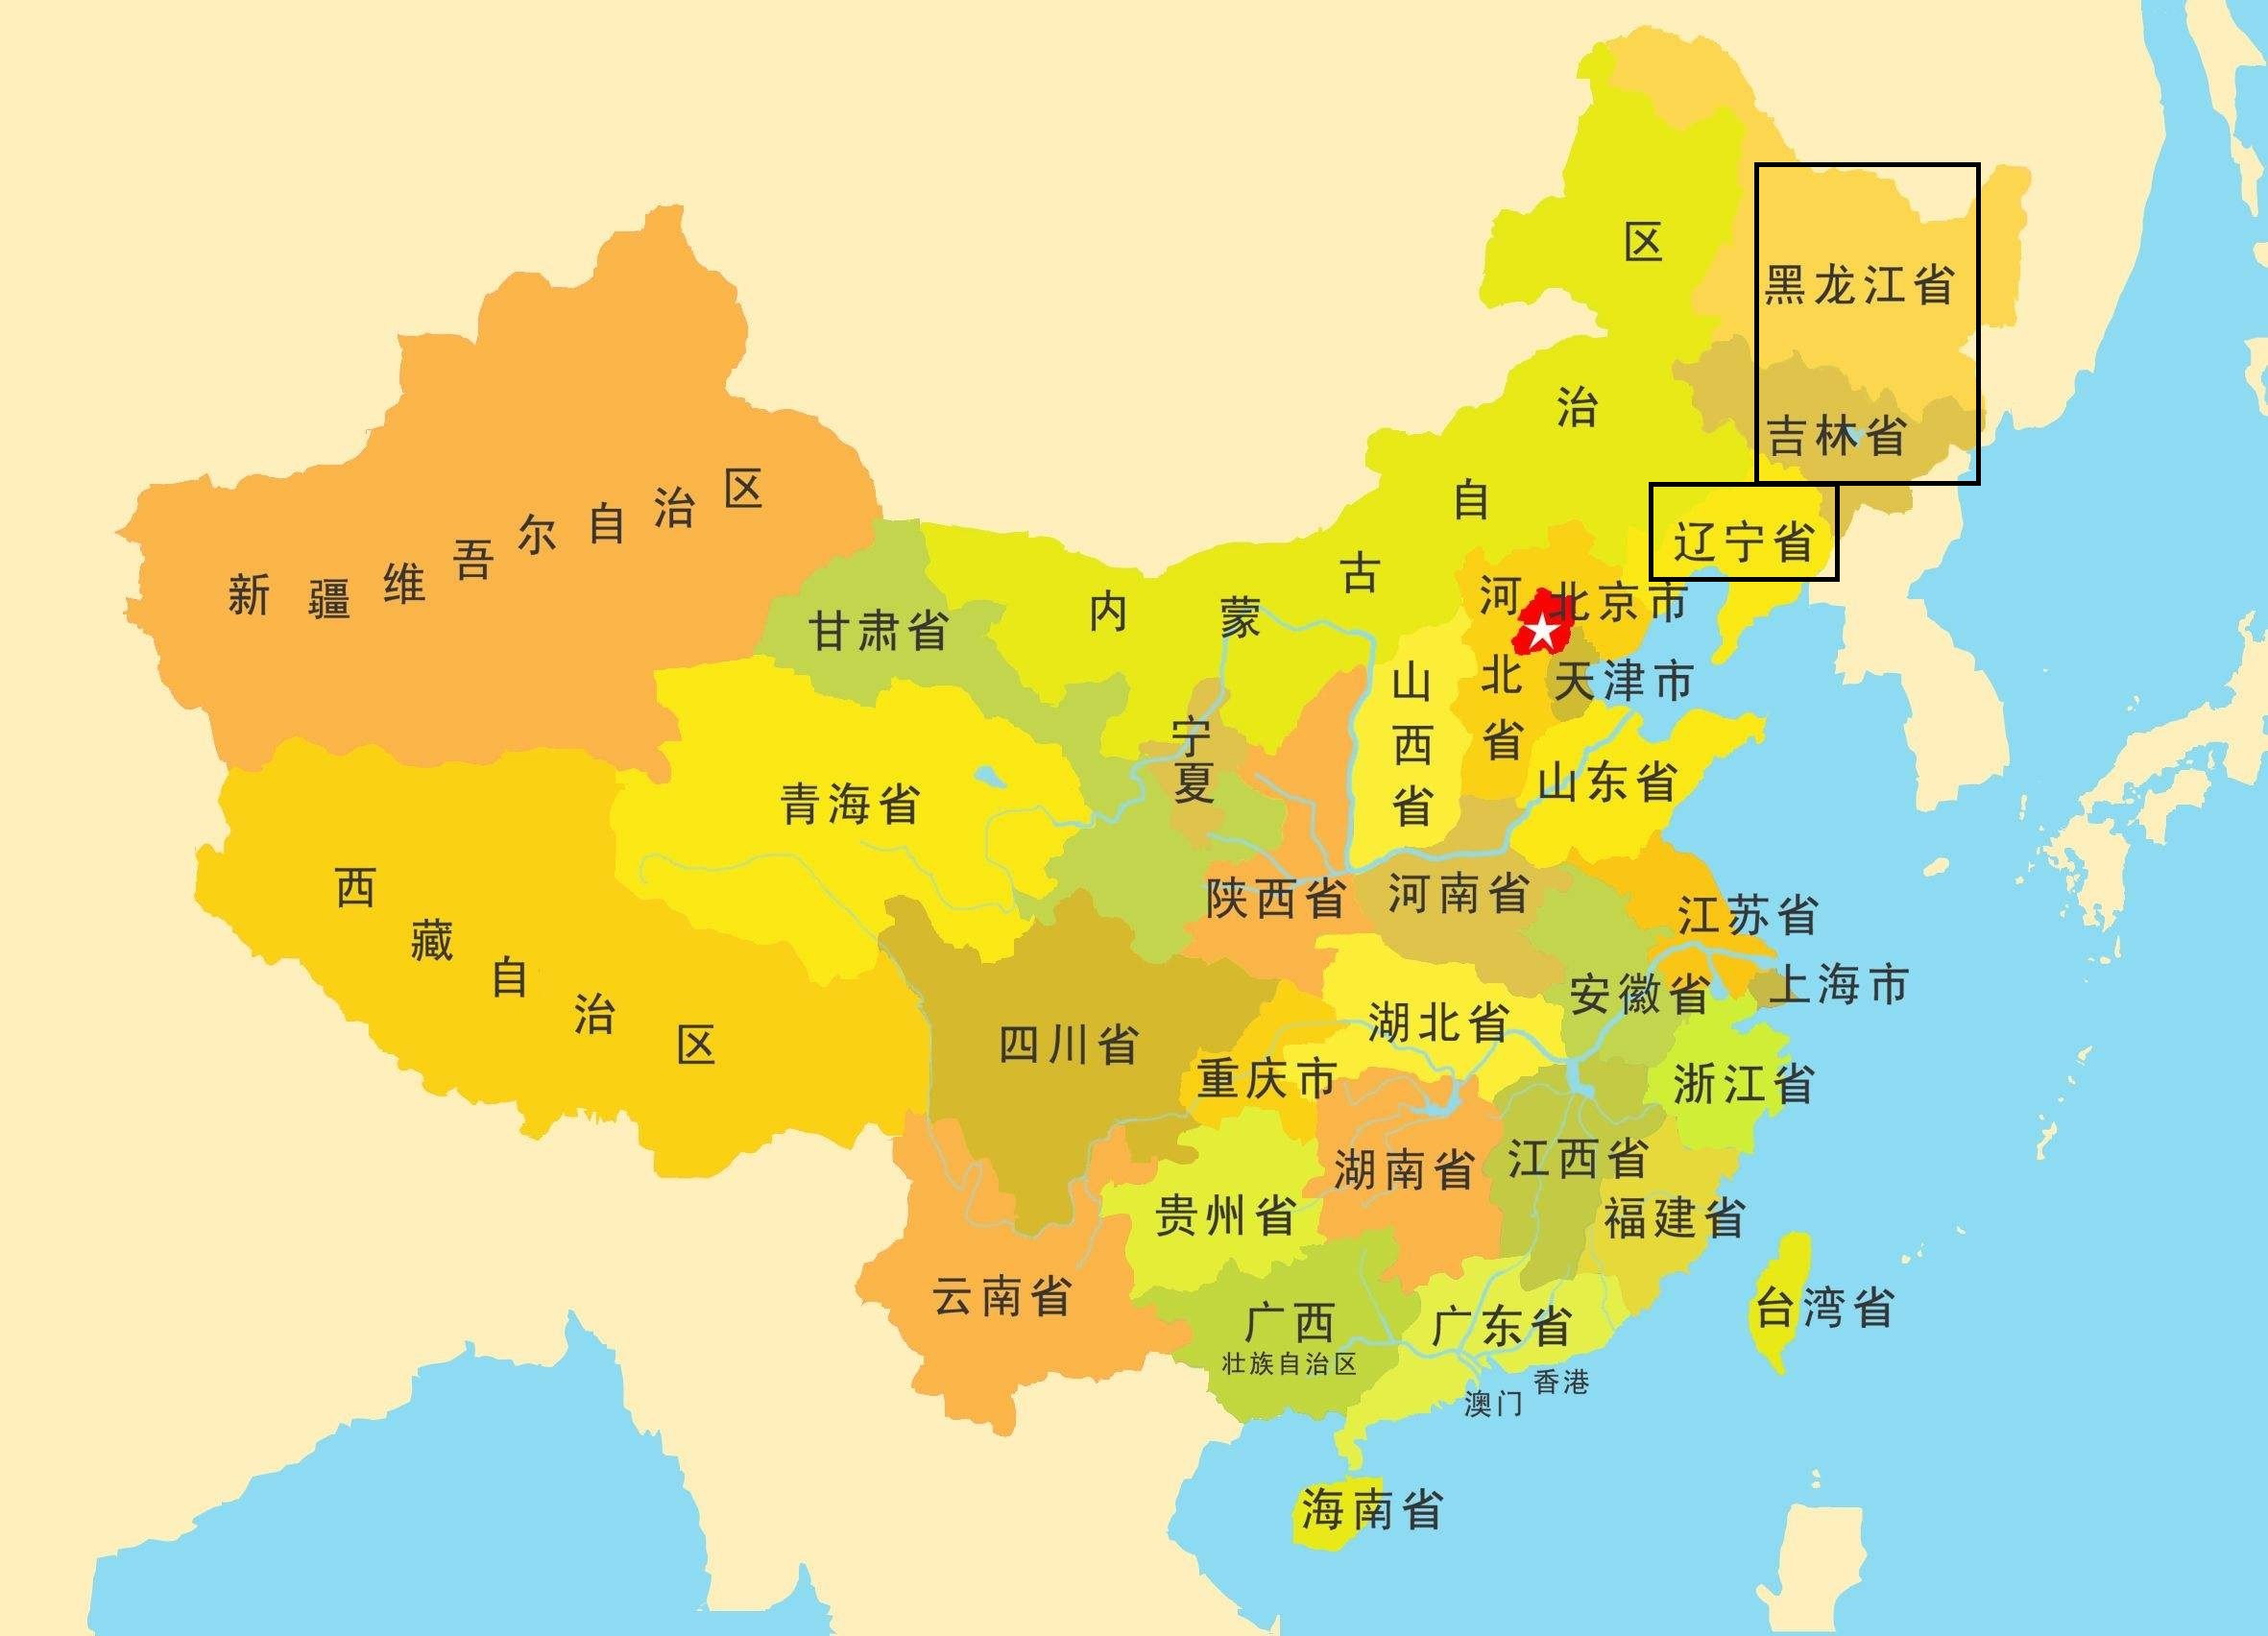 黑龙江省
吉林省
辽宁省
内蒙古自治区
新疆维吾尔自治区
甘肃省
北京市
天津市
河北省
山西省
宁夏
青海省
山东省
西藏自治区
陕西省
河南省
江苏省
上海市
安徽省
四川省
湖北省
重庆市
浙江省
湖南省
江西省
贵州省
福建省
云南省
广西
壮族自治区
广东省
台湾省
香港
澳门
海南省